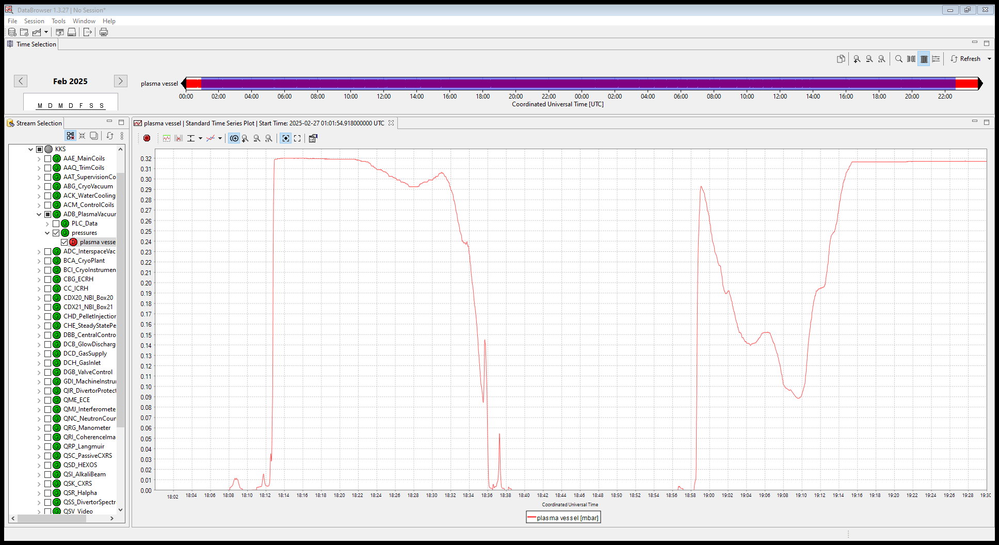 DataBrowser 1.3.27 | No Session*
File Session Tools Window Help
Time Selection
Refresh
Feb 2025
M D M D F S S
plasma vessel
00:00 02:00 04:00 06:00 08:00 10:00 12:00 14:00 16:00 18:00 20:00 22:00 00:00 02:00 04:00 06:00 08:00 10:00 12:00 14:00 16:00 18:00 20:00 22:00
Coordinated Universal Time [UTC]
Stream Selection
KKS
AAE_MainCoils
AAQ_TrimCoils
AAT_SupervisionCo
ABG_CryoVacuum
ACK_WaterCooling
ACM_ControlCoils
ADB_PlasmaVacuur
PLC_Data
pressures
plasma vesse
ADC_InterspaceVac
BCA_CryoPlant
BCI_CryoInstrumen
CBG_ECRH
CC_ICRH
CDX20_NBI_Box20
CDX21_NBI_Box21
CHD_PelletInjection
CHE_SteadyStatePe
DBB_CentralContro
DCB_GlowDischarg
DCD_GasSupply
DCH_GasInlet
DGB_ValveControl
GDI_MachineInstru
QIR_DivertorProtect
QME_ECE
QMJ_Interferomete
QNC_NeutronCour
QRG_Manometer
QRI_CoherenceIma
QRP_Langmuir
QSC_PassiveCXRS
QSD_HEXOS
QSI_AlkaliBeam
QSK_CXRS
QSR_Halpha
QSS_DivertorSpectr
QSV_Video
plasma vessel | Standard Time Series Plot | Start Time: 2025-02-27 01:01:54.918000000 UTC
0.32
0.31
0.30
0.29
0.28
0.27
0.26
0.25
0.24
0.23
0.22
0.21
0.20
0.19
0.18
0.17
0.16
0.15
0.14
0.13
0.12
0.11
0.10
0.09
0.08
0.07
0.06
0.05
0.04
0.03
0.02
0.01
0.00
18:02 18:04 18:06 18:08 18:10 18:12 18:14 18:16 18:18 18:20 18:22 18:24 18:26 18:28 18:30 18:32 18:34 18:36 18:38 18:40 18:42 18:44 18:46 18:48 18:50 18:52 18:54 18:56 18:58 19:00 19:02 19:04 19:06 19:08 19:10 19:12 19:14 19:16 19:18 19:20 19:22 19:24 19:26 19:28 19:30
Coordinated Universal Time
plasma vessel [mbar]